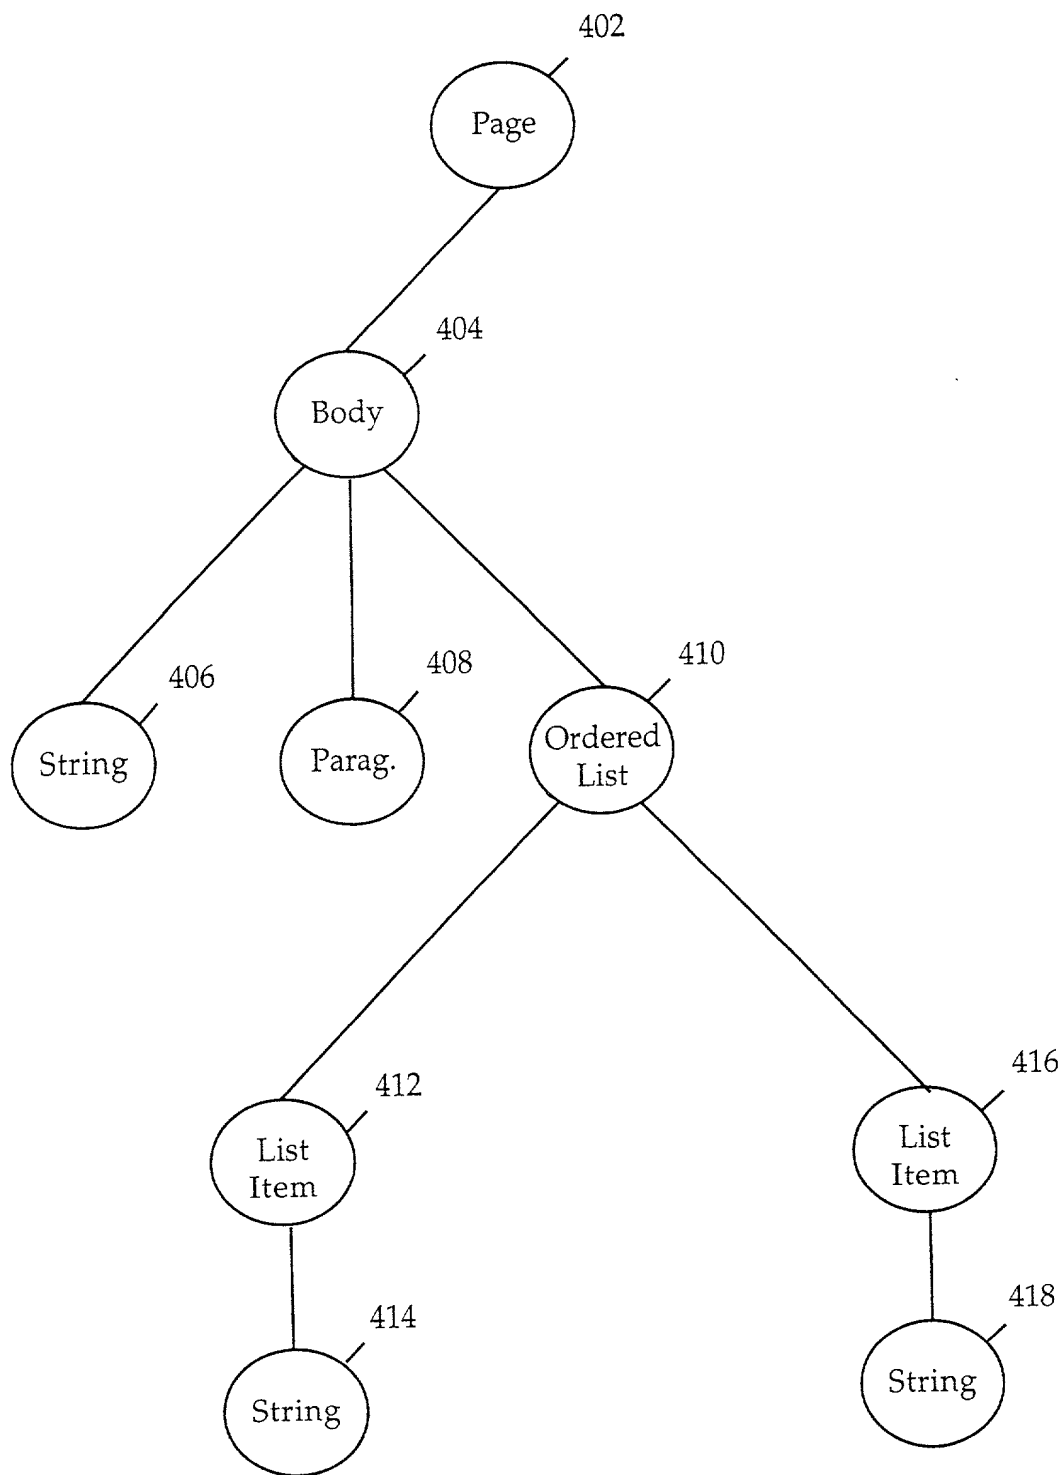 402
Page
404
Body
406
408
410
String
Parag.
Ordered
List
412
416
List
Item
List
Item
414
418
String
String